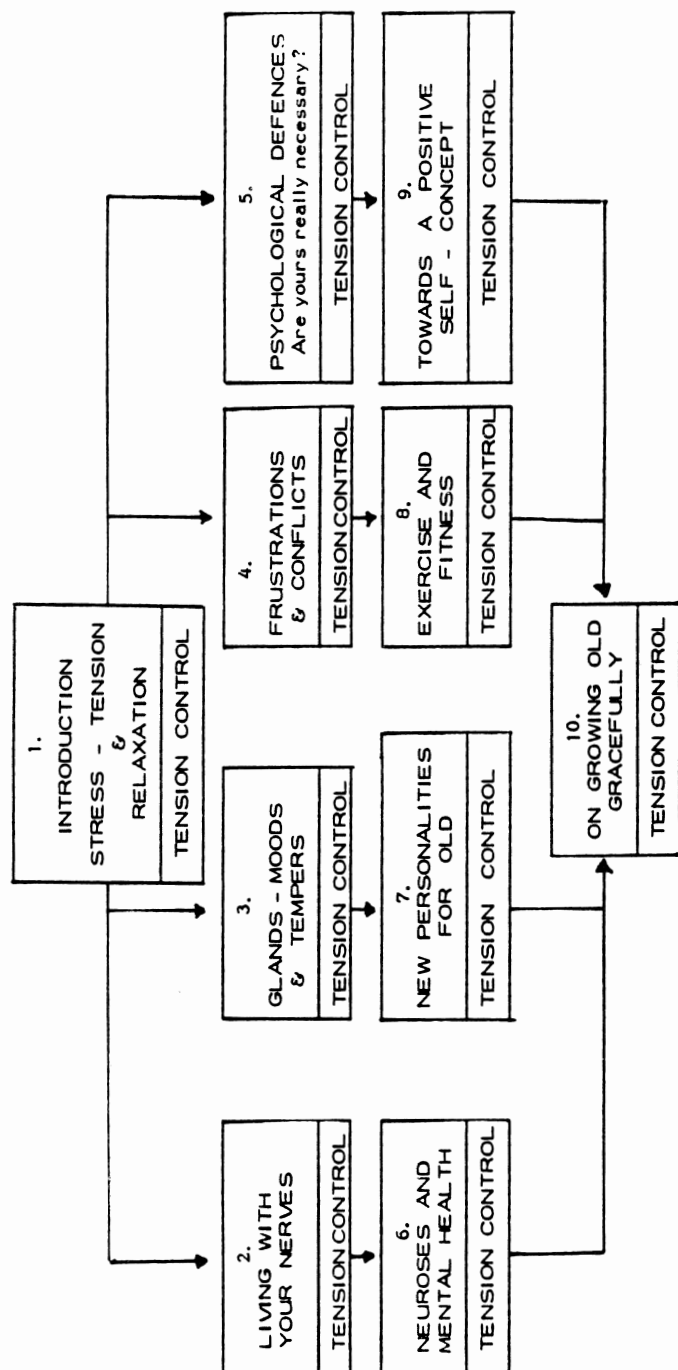 1.
INTRODUCTION
STRESS - TENSION
&
RELAXATION
TENSION CONTROL
2.
LIVING WITH
YOUR NERVES
TENSION CONTROL
3.
GLANDS - MOODS
& TEMPERS
TENSION CONTROL
4.
FRUSTRATIONS
& CONFLICTS
TENSION CONTROL
5.
PSYCHOLOGICAL DEFENCES
Are yours really necessary?
TENSION CONTROL
6.
NEUROSES AND
MENTAL HEALTH
TENSION CONTROL
7.
NEW PERSONALITIES
FOR OLD
TENSION CONTROL
8.
EXERCISE AND
FITNESS
TENSION CONTROL
9.
TOWARDS A POSITIVE
SELF - CONCEPT
TENSION CONTROL
10.
ON GROWING OLD
GRACEFULLY
TENSION CONTROL